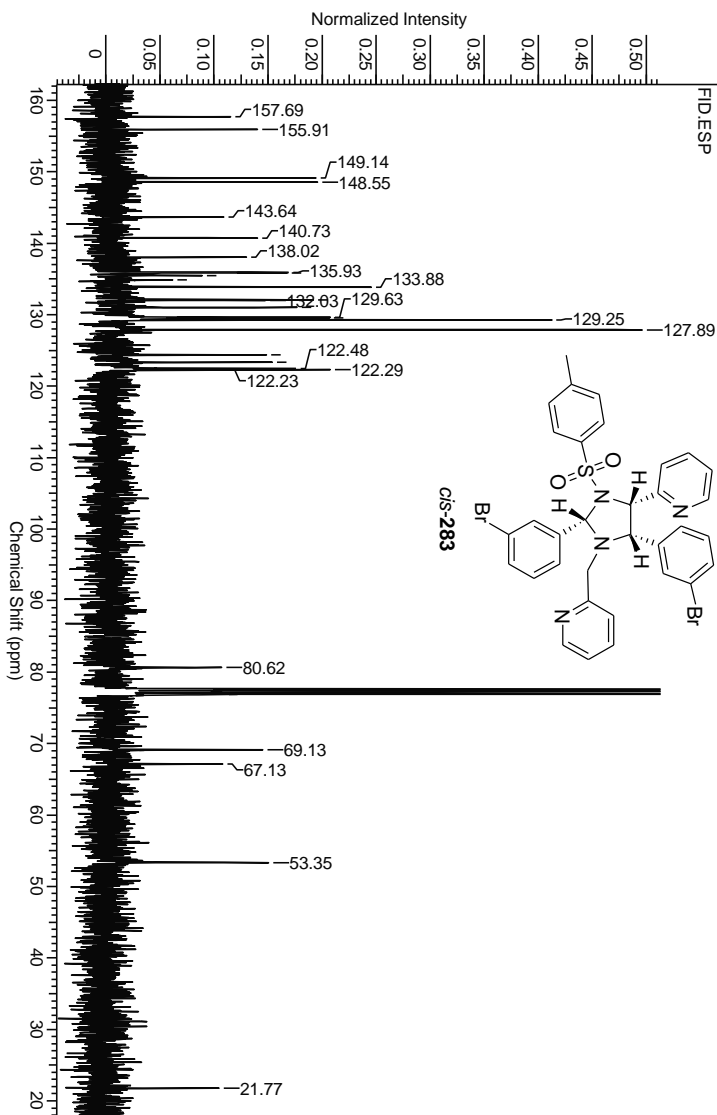 FID.ESP
Normalized Intensity
0 0.05 0.10 0.15 0.20 0.25 0.30 0.35 0.40 0.45 0.50
157.69
155.91
149.14
148.55
143.64
140.73
138.02
135.93
133.88
132.03
129.63
129.25
127.89
122.48
122.29
122.23
80.62
69.13
67.13
53.35
21.77
160 150 140 130 120 110 100 90 80 70 60 50 40 30 20
Chemical Shift (ppm)
H
N
Br
O
S
O
N
H
N
H
Br
N
cis-283